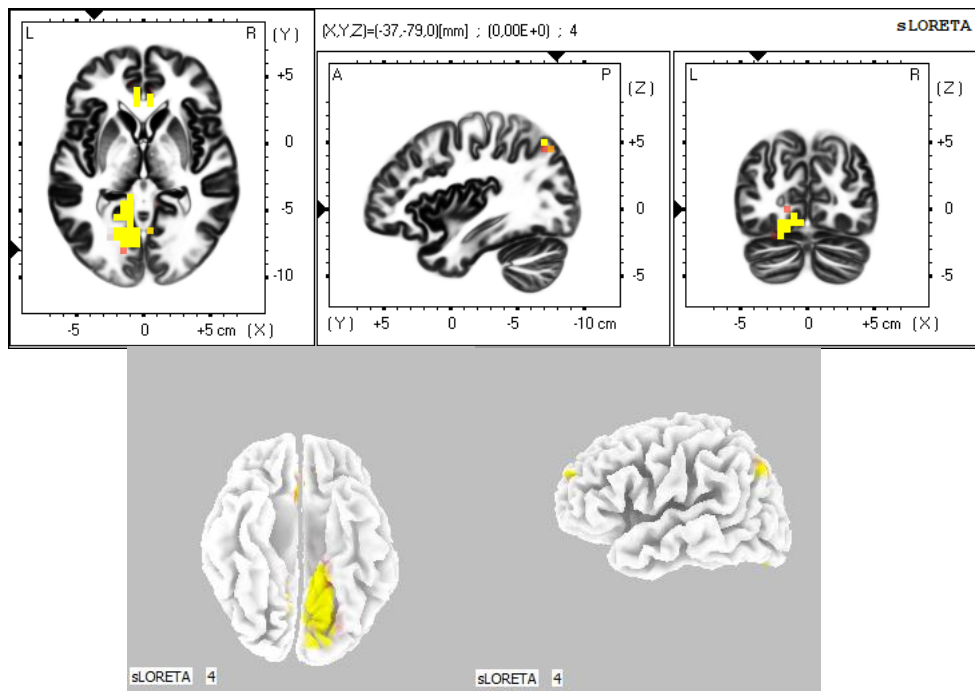 (X,Y,Z)=(-37,-79,0)[mm] ; (0,00E+0) ; 4 sLORETA
L R (Y)
+5
0
-5
-10
-5 0 +5 cm (X)
A P (Z)
+5
0
-5
(Y) +5 0 -5 -10 cm
L R (Z)
+5
0
-5
-5 0 +5 cm (X)
sLORETA 4
sLORETA 4